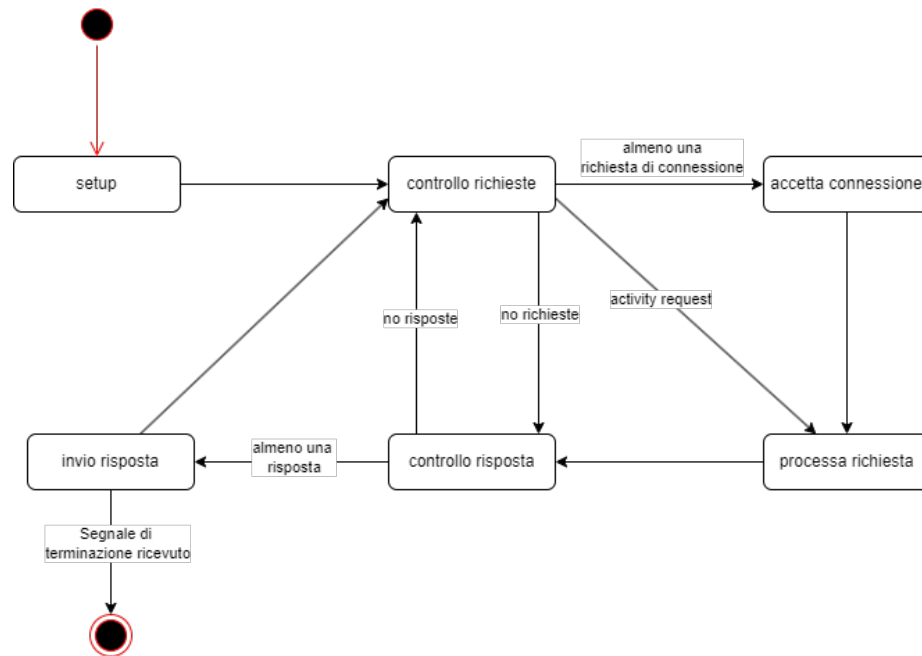 setup
controllo richieste
almeno una
richiesta di connessione
accetta connessione
no risposte
no richieste
activity request
invio risposta
almeno una
risposta
controllo risposta
processa richiesta
Segnale di
terminazione ricevuto